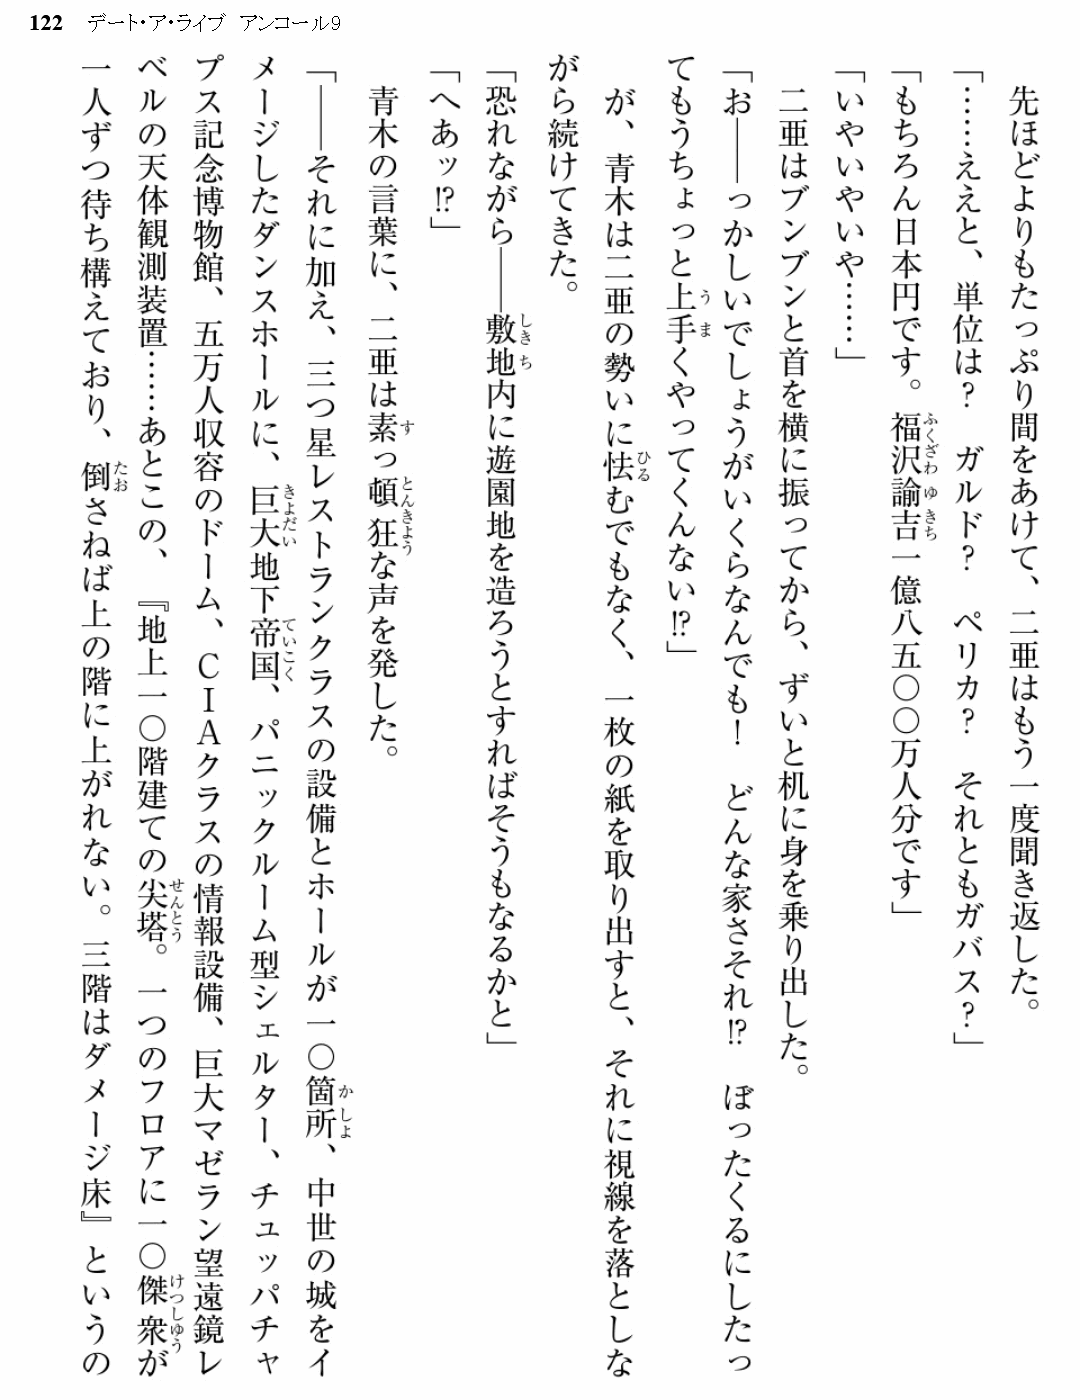 122 デート・ア・ライブ アンコール9
先ほどよりもたっぷり間をあけて、二亜はもう一度聞き返した。
「……ええと、単位は？　ガルド？　ペリカ？　それともガバス？」
「もちろん日本円です。福沢諭吉一億八五〇〇万人分です」
「いやいやいや……」
二亜はブンブンと首を横に振ってから、ずいと机に身を乗り出した。
「お――っかしいでしょうがいくらなんでも！　どんな家さそれ!?　ぼったくるにしたっ
てもうちょっと上手くやってくんない!?」
が、青木は二亜の勢いに怯むでもなく、一枚の紙を取り出すと、それに視線を落としな
がら続けてきた。
「恐れながら――敷地内に遊園地を造ろうとすればそうもなるかと」
「へあッ!?」
青木の言葉に、二亜は素っ頓狂な声を発した。
「――それに加え、三つ星レストランクラスの設備とホールが一〇箇所、中世の城をイ
メージしたダンスホールに、巨大地下帝国、パニックルーム型シェルター、チュッパチャ
プス記念博物館、五万人収容のドーム、ＣＩＡクラスの情報設備、巨大マゼラン望遠鏡レ
ベルの天体観測装置……あとこの、『地上一〇階建ての尖塔。一つのフロアに一〇傑衆が
一人ずつ待ち構えており、倒さねば上の階に上がれない。三階はダメージ床』というの